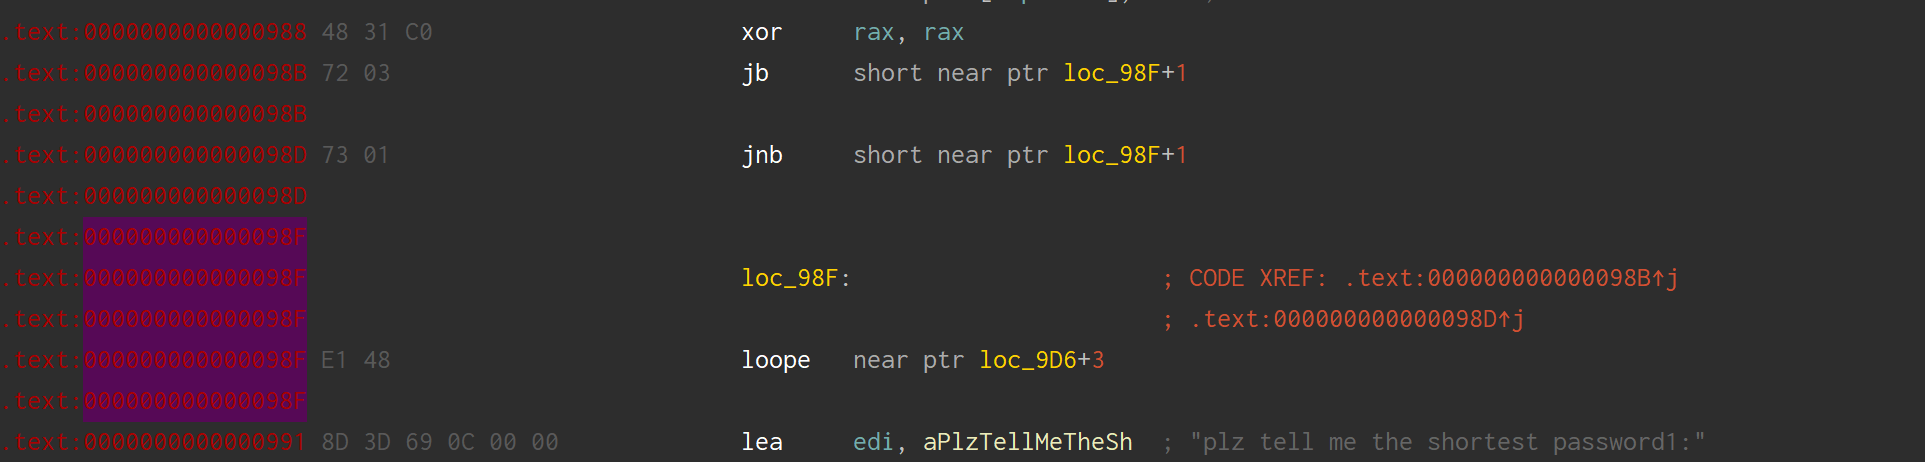 .text:0000000000000988 48 31 C0 xor rax, rax
.text:000000000000098B 72 03 jb short near ptr loc_98F+1
.text:000000000000098B
.text:000000000000098D 73 01 jnb short near ptr loc_98F+1
.text:000000000000098D
.text:000000000000098F
.text:000000000000098F loc_98F: ; CODE XREF: .text:000000000000098B↑j
.text:000000000000098F ; .text:000000000000098D↑j
.text:000000000000098F E1 48 loope near ptr loc_9D6+3
.text:000000000000098F
.text:0000000000000991 8D 3D 69 0C 00 00 lea edi, aPlzTellMeTheSh ; "plz tell me the shortest password1:"